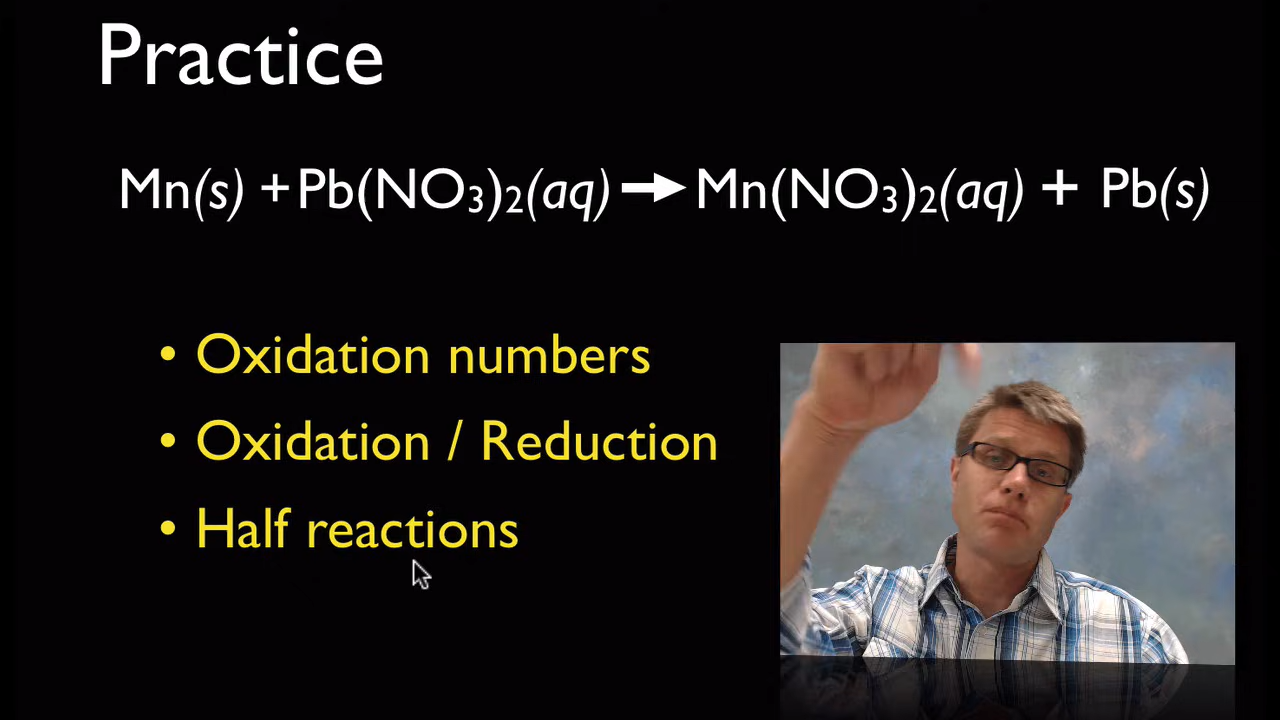 Practice
Mn(s) + Pb(NO₃)₂(aq) → Mn(NO₃)₂(aq) + Pb(s)
• Oxidation numbers
• Oxidation / Reduction
• Half reactions